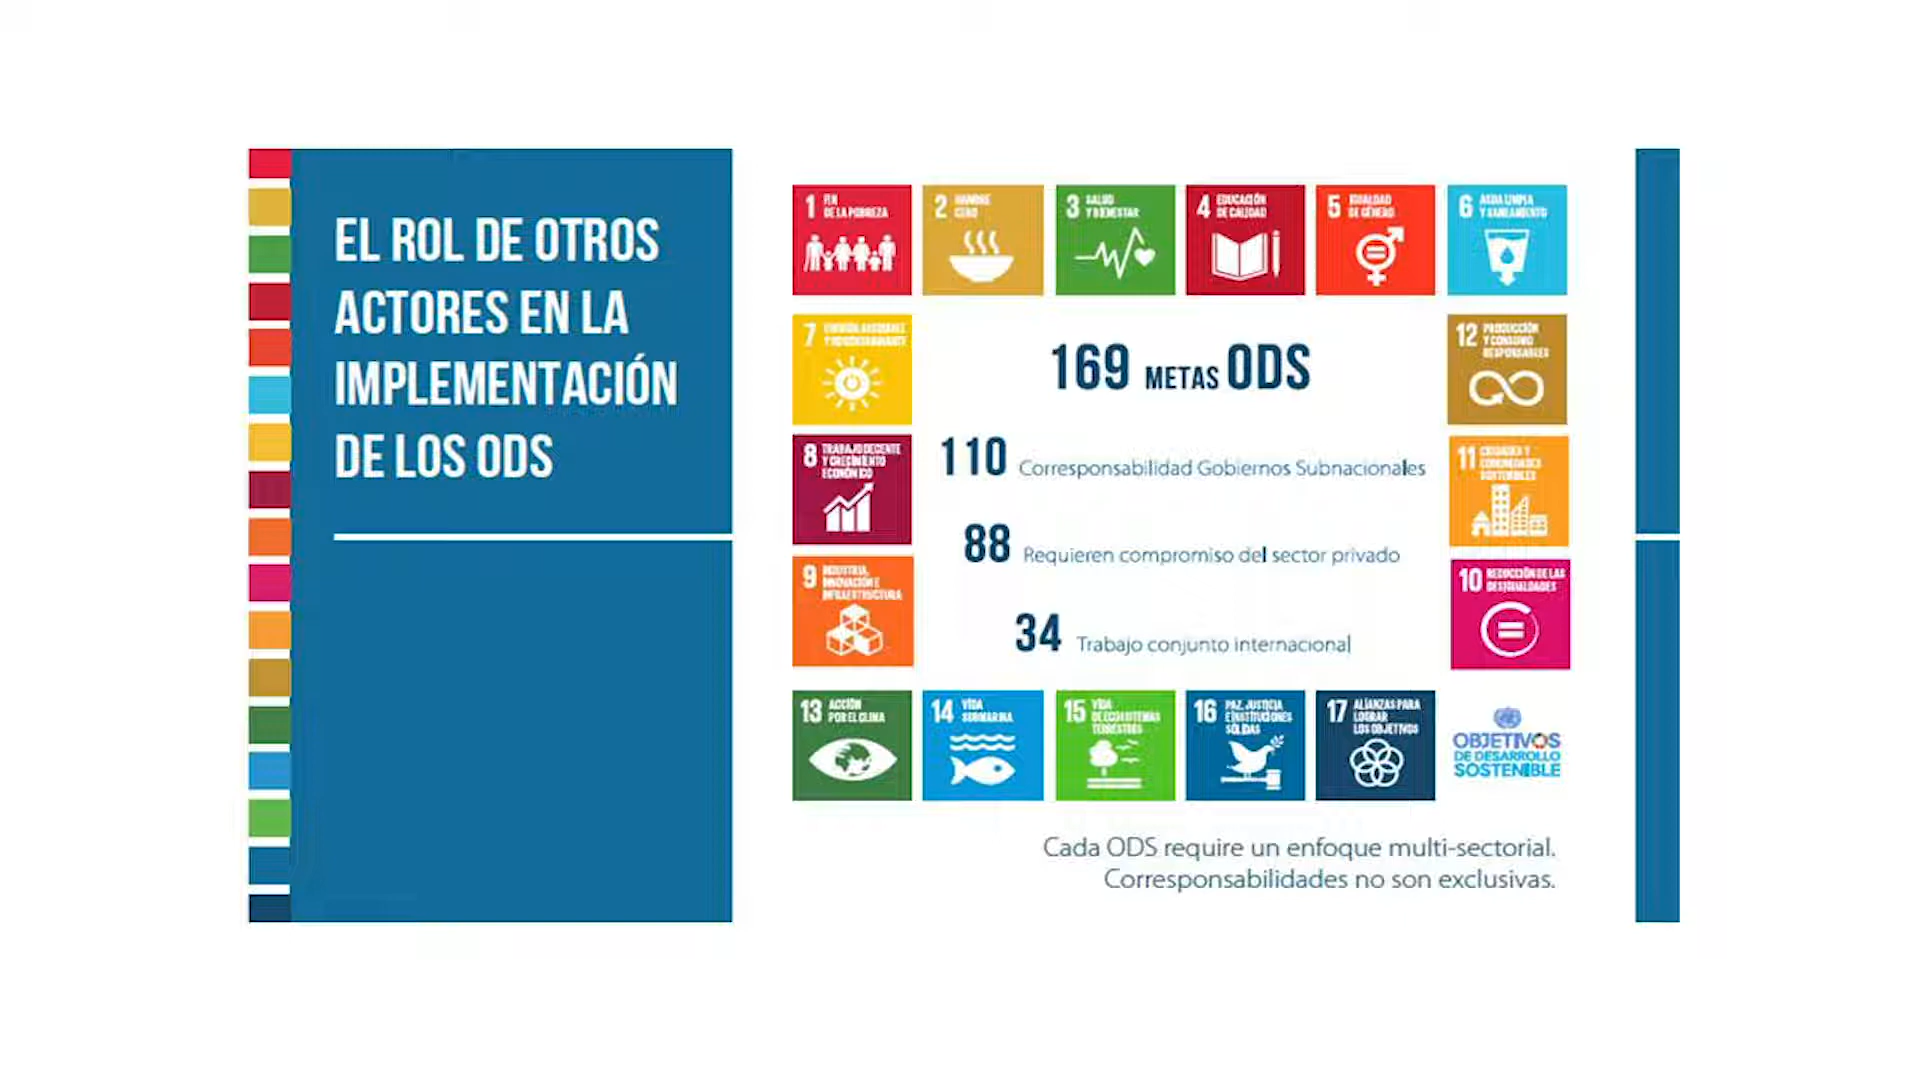 EL ROL DE OTROS
ACTORES EN LA
IMPLEMENTACIÓN
DE LOS ODS
1 FIN
DE LA POBREZA
2 HAMBRE
CERO
3 SALUD
Y BIENESTAR
4 EDUCACIÓN
DE CALIDAD
5 IGUALDAD
DE GÉNERO
6 AGUA LIMPIA
Y SANEAMIENTO
7 ENERGÍA ASEQUIBLE
Y NO CONTAMINANTE
169 METAS ODS
12 PRODUCCIÓN
Y CONSUMO
RESPONSABLES
8 TRABAJO DECENTE
Y CRECIMIENTO
ECONÓMICO
110 Corresponsabilidad Gobiernos Subnacionales
11 CIUDADES Y
COMUNIDADES
SOSTENIBLES
88 Requieren compromiso del sector privado
9 INDUSTRIA,
INNOVACIÓN E
INFRAESTRUCTURA
10 REDUCCIÓN DE LAS
DESIGUALDADES
34 Trabajo conjunto internacional
13 ACCIÓN
POR EL CLIMA
14 VIDA
SUBMARINA
15 VIDA
DE ECOSISTEMAS
TERRESTRES
16 PAZ, JUSTICIA
E INSTITUCIONES
SÓLIDAS
17 ALIANZAS PARA
LOGRAR
LOS OBJETIVOS
OBJETIVOS
DE DESARROLLO
SOSTENIBLE
Cada ODS require un enfoque multi-sectorial.
Corresponsabilidades no son exclusivas.